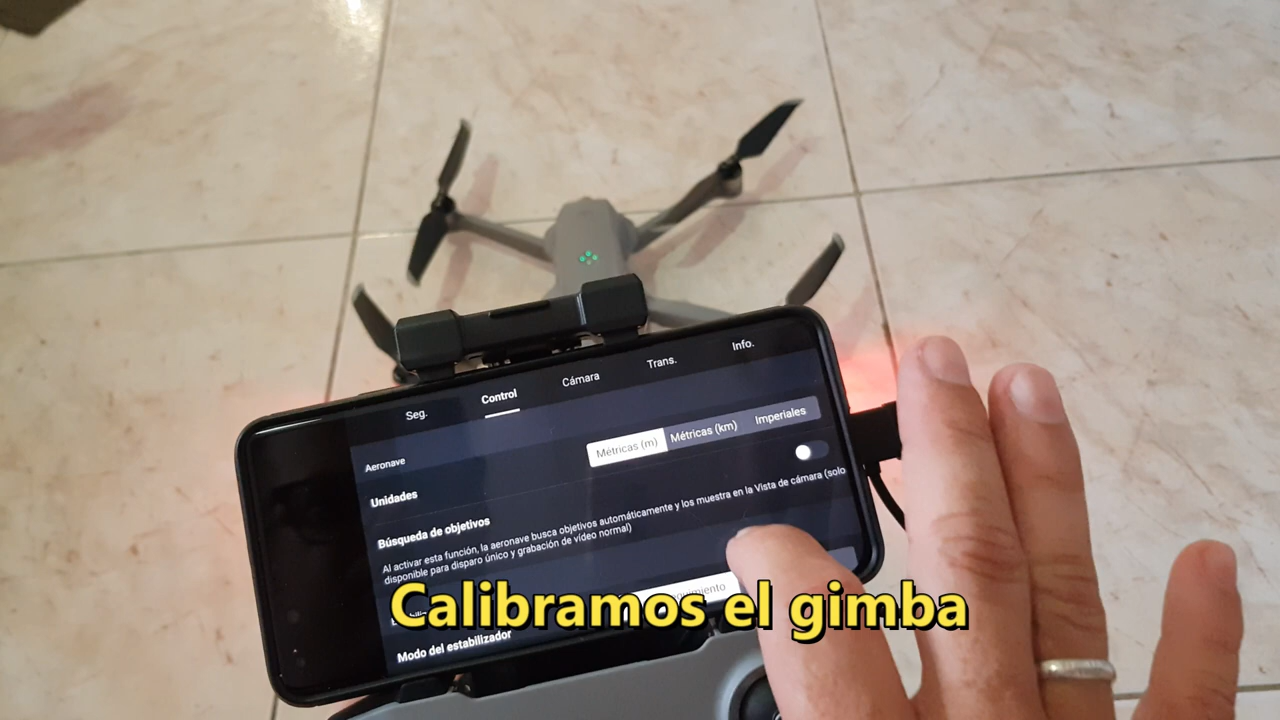 Seg. Control Cámara Trans. Info.
Aeronave
Unidades Métricas (m) Métricas (km) Imperiales
Búsqueda de objetivos
Al activar esta función, la aeronave busca objetivos automáticamente y los muestra en la Vista de cámara (solo
disponible para disparo único y grabación de vídeo normal)
Calibramos el gimba
Modo del estabilizador